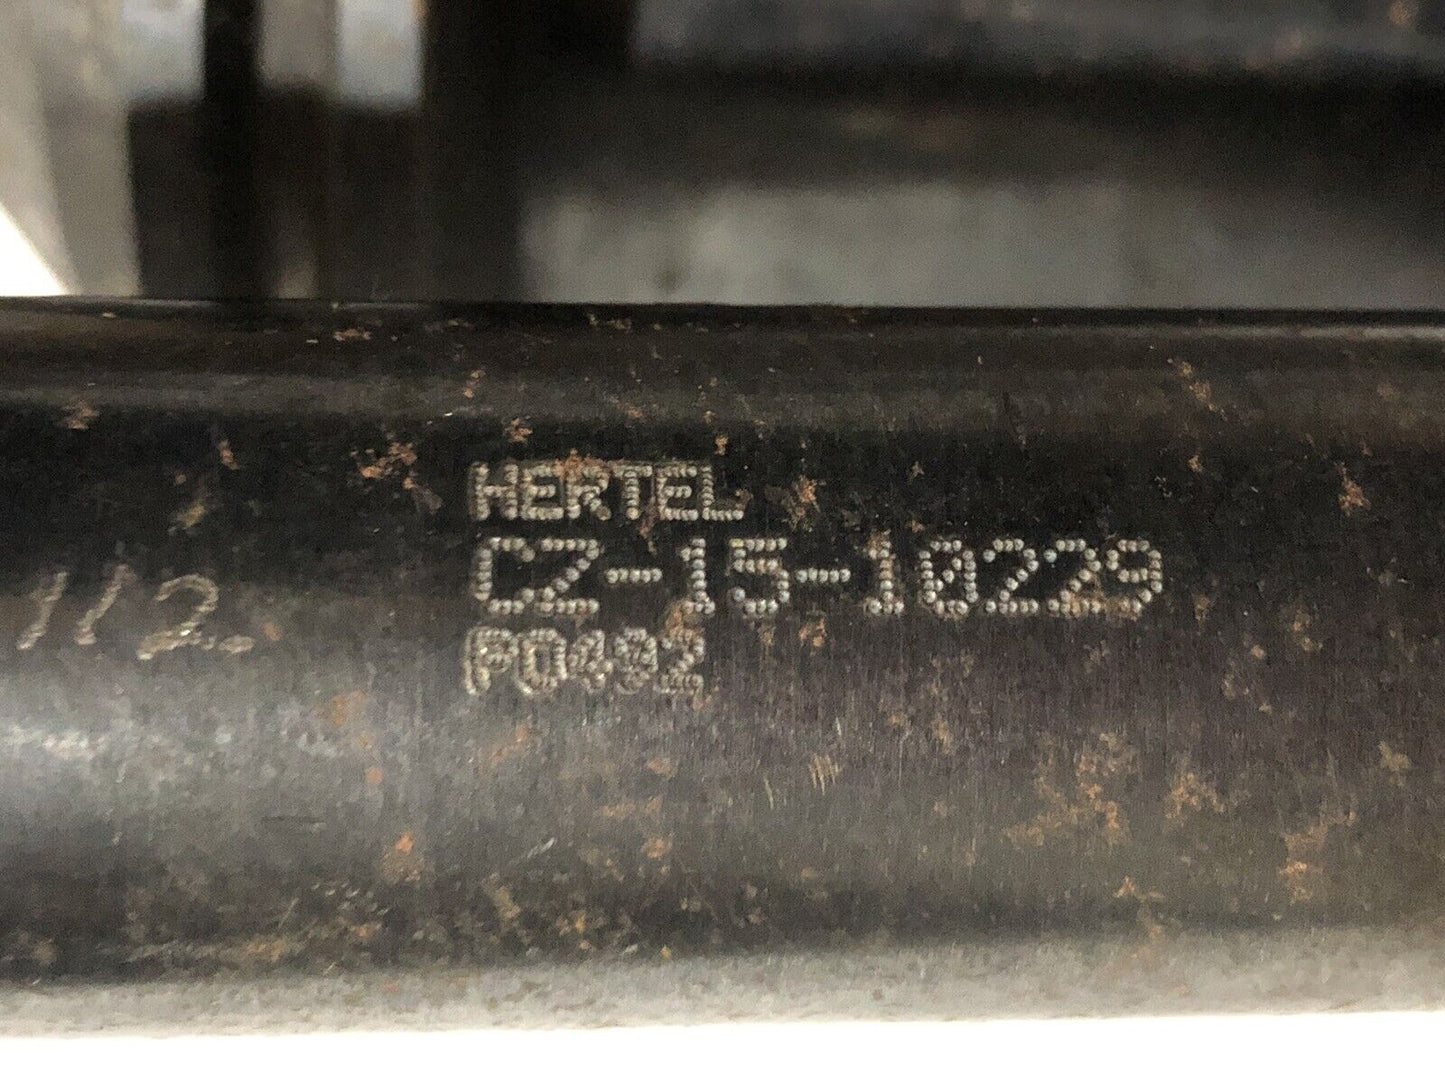 HERTEL
CZ-15-10229
P0492
1/2